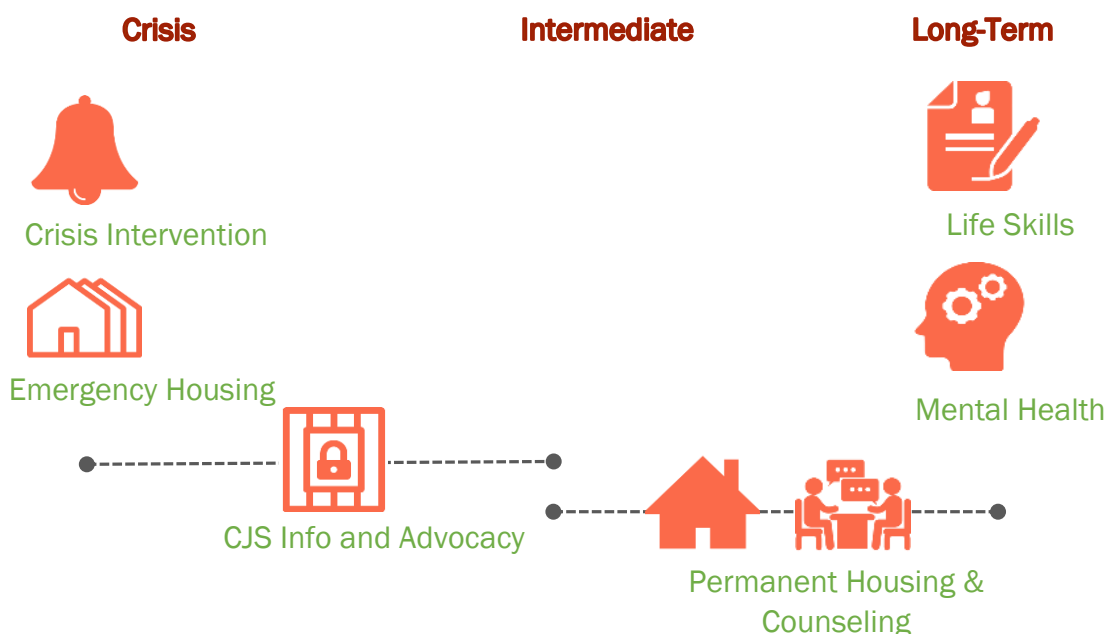 Crisis
Intermediate
Long-Term
Crisis Intervention
Life Skills
Emergency Housing
Mental Health
CJS Info and Advocacy
Permanent Housing &
Counseling